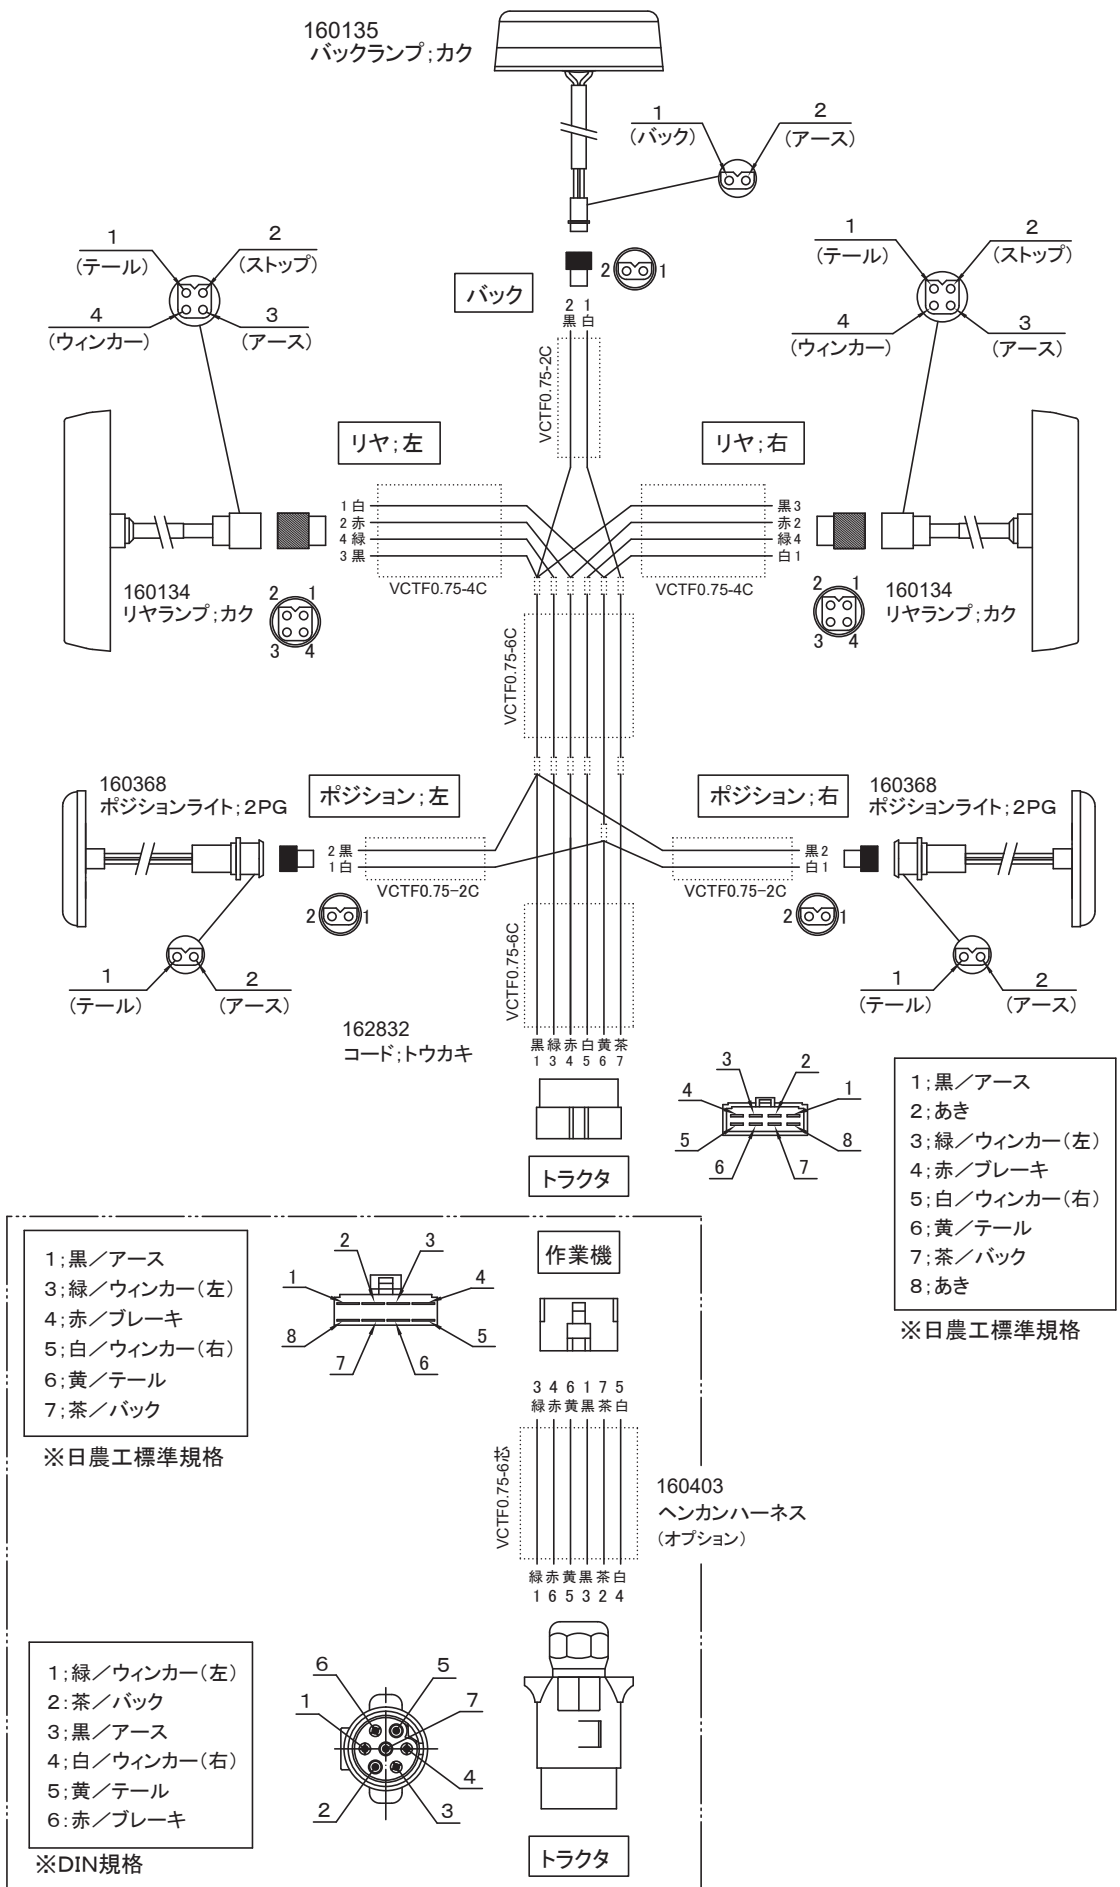 160135
バックランプ;カク
1
(バック)
2
(アース)
1
(テール)
2
(ストップ)
4
(ウィンカー)
3
(アース)
1
(テール)
2
(ストップ)
4
(ウィンカー)
3
(アース)
2
1
バック
2 1
黒 白
VCTF0.75-2C
リヤ;左
リヤ;右
1 白
2 赤
4 緑
3 黒
黒 3
赤 2
緑 4
白 1
VCTF0.75-4C
VCTF0.75-4C
160134
リヤランプ;カク
2 1
3 4
2 1
3 4
160134
リヤランプ;カク
VCTF0.75-6C
160368
ポジションライト;2PG
ポジション;左
ポジション;右
160368
ポジションライト;2PG
2 黒
1 白
黒 2
白 1
VCTF0.75-2C
VCTF0.75-2C
2
1
2
1
VCTF0.75-6C
1
(テール)
2
(アース)
1
(テール)
2
(アース)
162832
コード;トウカキ
黒 緑 赤 白 黄 茶
1 3 4 5 6 7
3
2
4
1
5
8
6
7
トラクタ
1;黒/アース
2;あき
3;緑/ウィンカー(左)
4;赤/ブレーキ
5;白/ウィンカー(右)
6;黄/テール
7;茶/バック
8;あき
※日農工標準規格
1;黒/アース
3;緑/ウィンカー(左)
4;赤/ブレーキ
5;白/ウィンカー(右)
6;黄/テール
7;茶/バック
※日農工標準規格
2
3
1
4
8
5
7
6
作業機
3 4 6 1 7 5
緑 赤 黄 黒 茶 白
VCTF0.75-6芯
160403
ヘンカンハーネス
(オプション)
緑 赤 黄 黒 茶 白
1 6 5 3 2 4
1;緑/ウィンカー(左)
2:茶/バック
3;黒/アース
4;白/ウィンカー(右)
5;黄/テール
6:赤/ブレーキ
※DIN規格
6
5
1
7
4
2
3
トラクタ